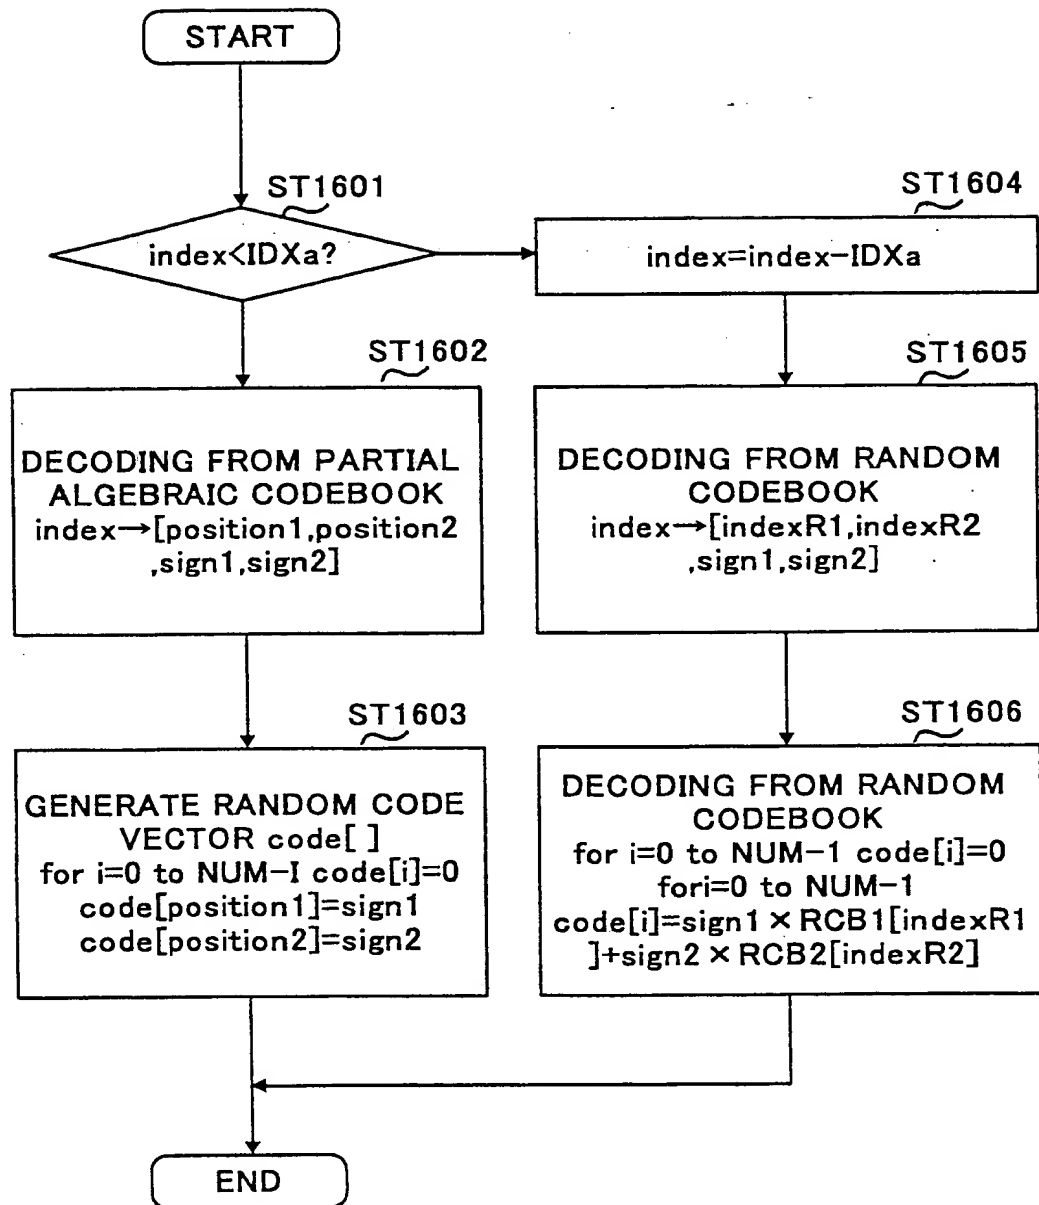 START
ST1601
index<IDXa?
ST1604
index=index-IDXa
ST1602
DECODING FROM PARTIAL
ALGEBRAIC CODEBOOK
index→[position1,position2
,sign1,sign2]
ST1605
DECODING FROM RANDOM
CODEBOOK
index→[indexR1,indexR2
,sign1,sign2]
ST1603
GENERATE RANDOM CODE
VECTOR code[ ]
for i=0 to NUM-I code[i]=0
code[position1]=sign1
code[position2]=sign2
ST1606
DECODING FROM RANDOM
CODEBOOK
for i=0 to NUM-1 code[i]=0
fori=0 to NUM-1
code[i]=sign1×RCB1[indexR1
]+sign2×RCB2[indexR2]
END